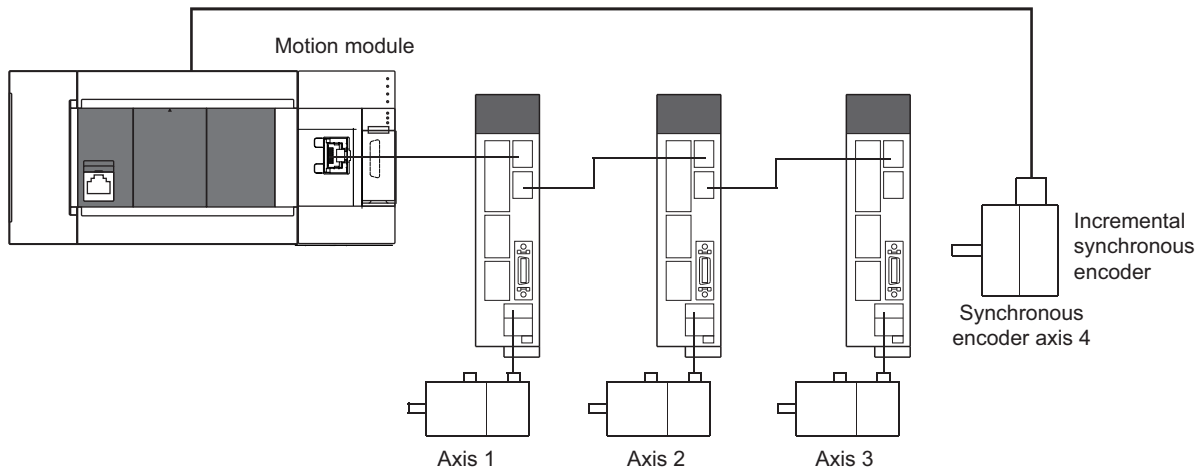 Motion module
Incremental
synchronous
encoder
Synchronous
encoder axis 4
Axis 1
Axis 2
Axis 3